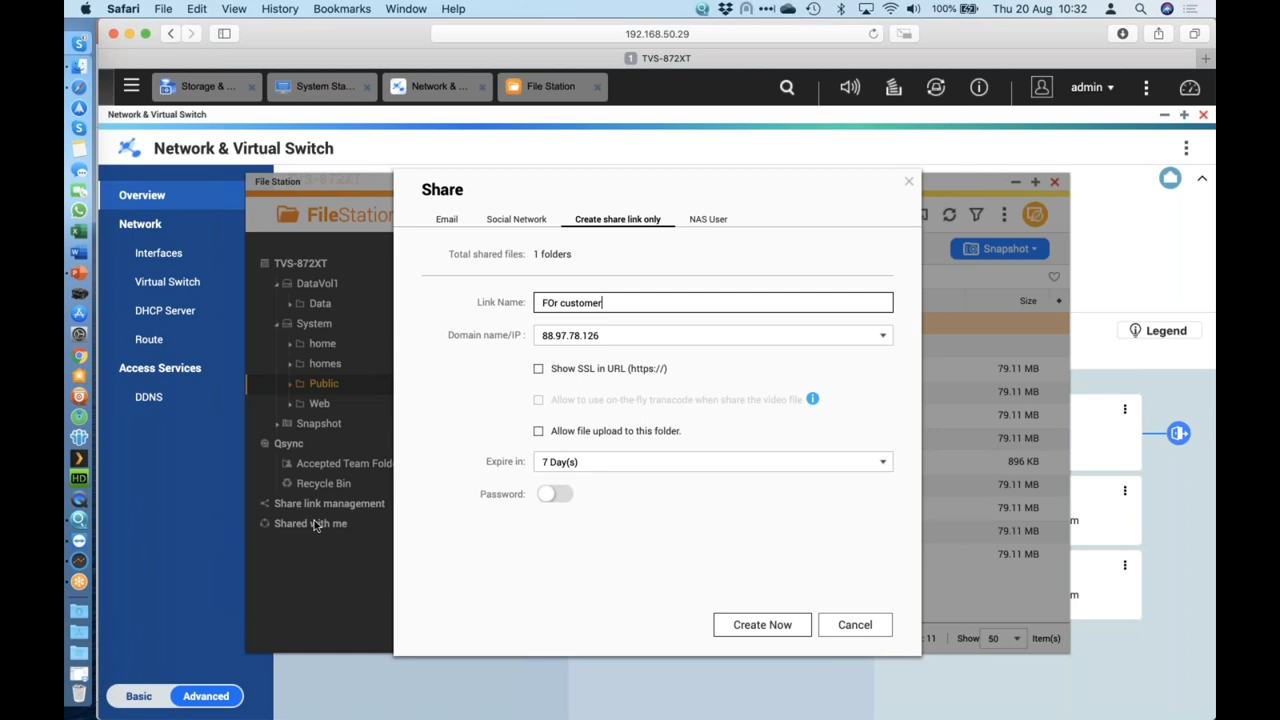 Safari File Edit View History Bookmarks Window Help 100% Thu 20 Aug 10:32
192.168.50.29
1 TVS-872XT
Storage & ... System Sta... Network & ... File Station admin
Network & Virtual Switch
Network & Virtual Switch
Overview
Network
Interfaces
Virtual Switch
DHCP Server
Route
Access Services
DDNS
Basic Advanced
File Station
FileStation
TVS-872XT
DataVol1
Data
System
home
homes
Public
Web
Snapshot
Qsync
Accepted Team Fold
Recycle Bin
Share link management
Shared with me
Share
Email Social Network Create share link only NAS User
Total shared files: 1 folders
Link Name: FOr customer
Domain name/IP : 88.97.78.126
Show SSL in URL (https://)
Allow to use on-the-fly transcode when share the video file
Allow file upload to this folder.
Expire in: 7 Day(s)
Password:
Create Now Cancel
Snapshot
Size
79.11 MB
79.11 MB
79.11 MB
79.11 MB
896 KB
79.11 MB
79.11 MB
79.11 MB
79.11 MB
: 11 Show 50 Item(s)
Legend
m
m
HD